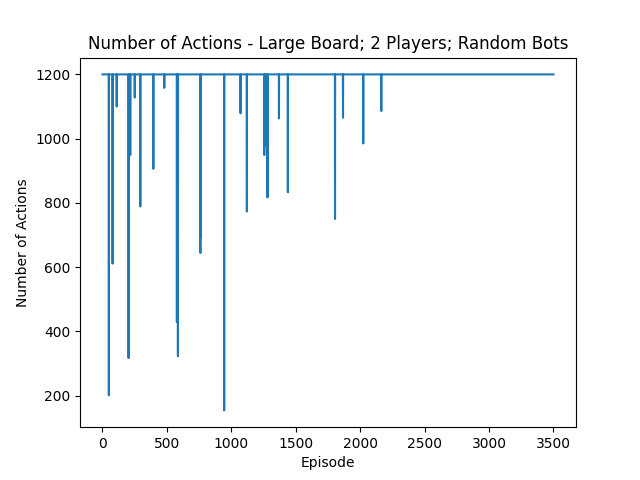 Number of Actions - Large Board; 2 Players; Random Bots
1200
1000
800
600
400
200
Number of Actions
0 500 1000 1500 2000 2500 3000 3500
Episode